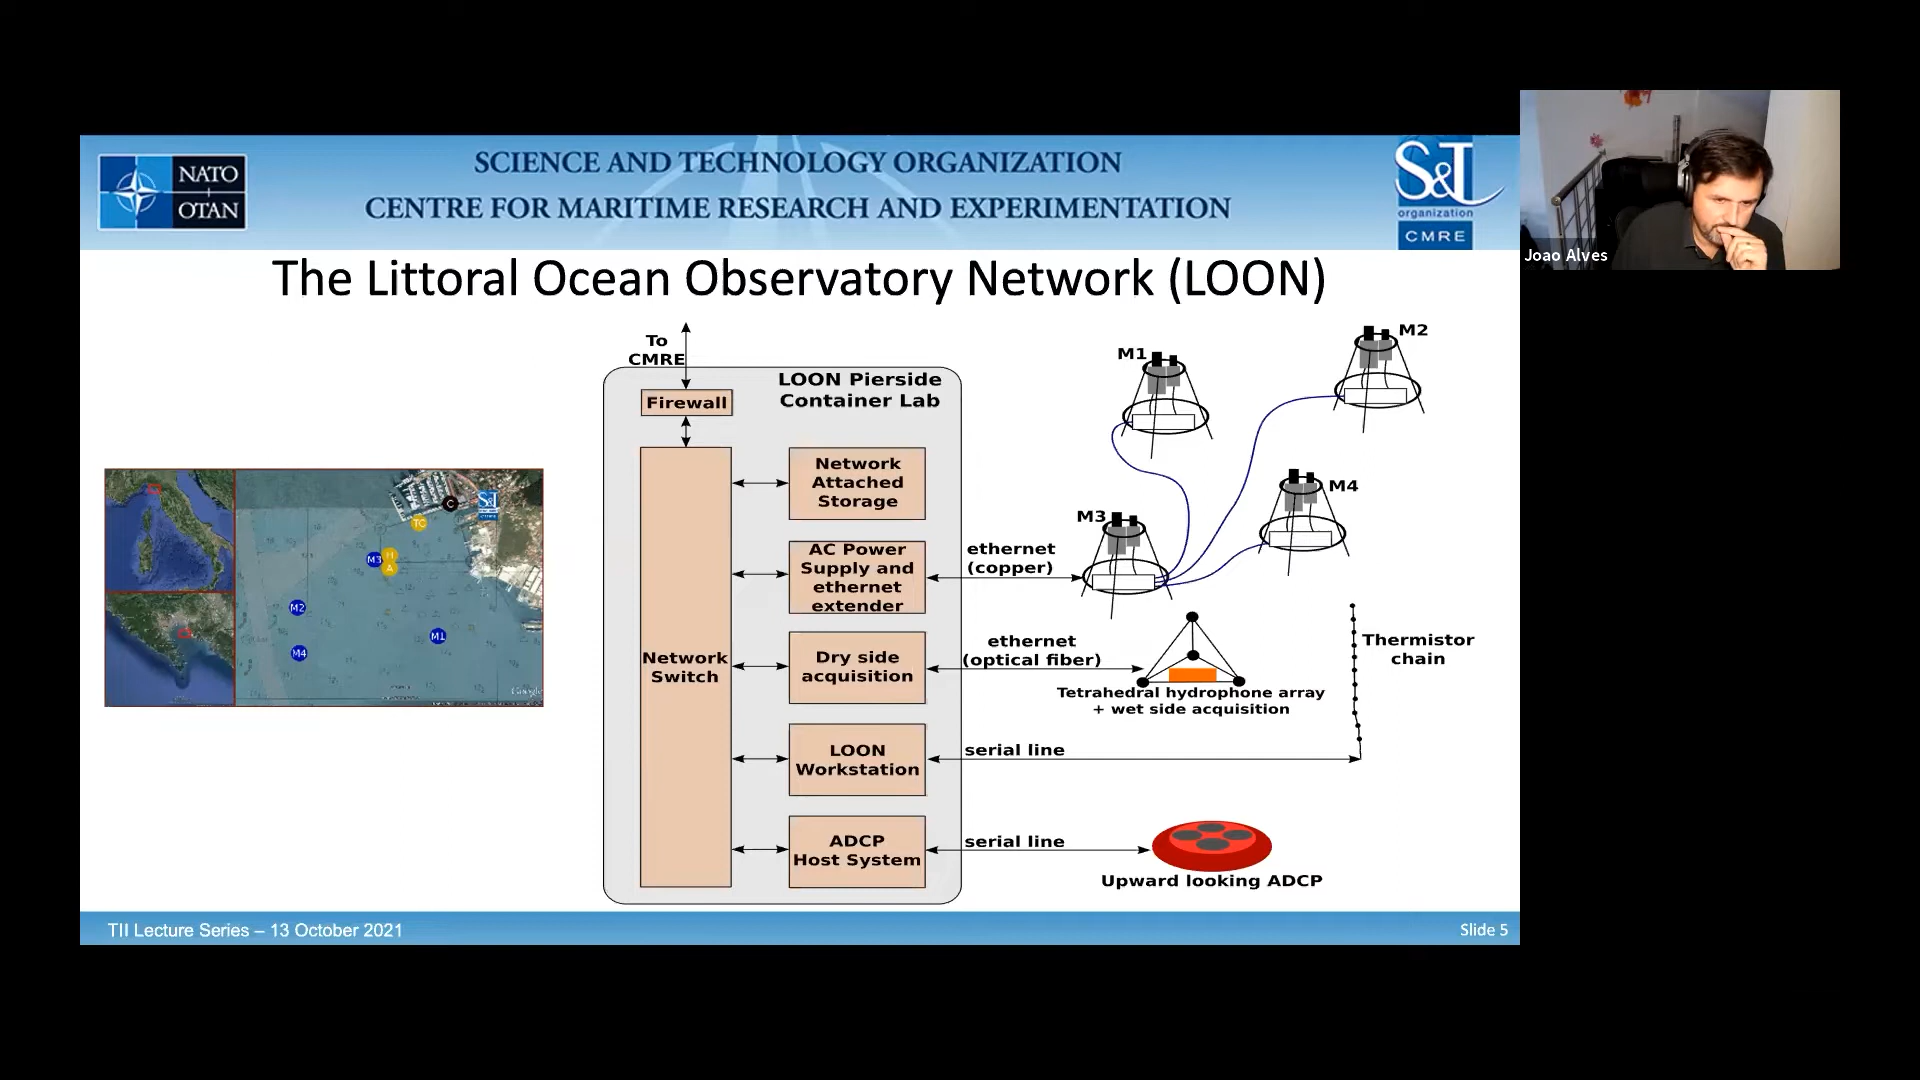 NATO
OTAN
SCIENCE AND TECHNOLOGY ORGANIZATION
CENTRE FOR MARITIME RESEARCH AND EXPERIMENTATION
S&T
organization
CMRE
Joao Alves
The Littoral Ocean Observatory Network (LOON)
To
CMRE
LOON Pierside
Container Lab
Firewall
Network
Switch
Network
Attached
Storage
AC Power
Supply and
ethernet
extender
Dry side
acquisition
LOON
Workstation
ADCP
Host System
ethernet
(copper)
ethernet
(optical fiber)
serial line
serial line
M1
M2
M3
M4
Tetrahedral hydrophone array
+ wet side acquisition
Thermistor
chain
Upward looking ADCP
C
TC
M3
H
A
M2
M1
M4
Google
TII Lecture Series – 13 October 2021
Slide 5